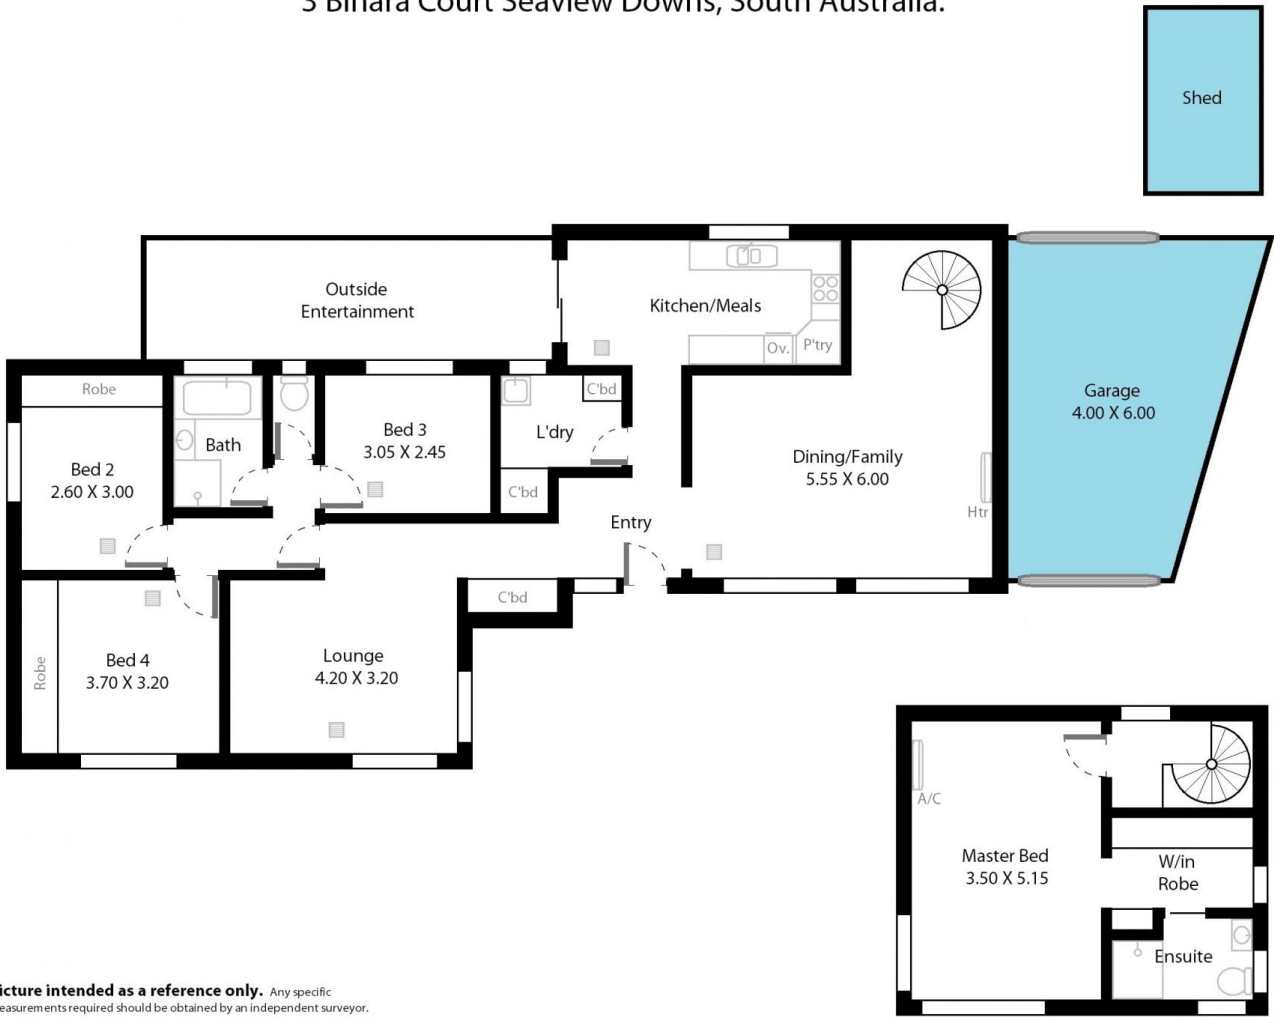 3 Binara Court Seaview Downs, South Australia.
Shed
Outside
Entertainment
Kitchen/Meals
Ov.
P'try
Garage
4.00 X 6.00
Robe
Bath
Bed 3
3.05 X 2.45
C'bd
L'dry
C'bd
Bed 2
2.60 X 3.00
Dining/Family
5.55 X 6.00
Htr
Entry
C'bd
Robe
Bed 4
3.70 X 3.20
Lounge
4.20 X 3.20
A/C
Master Bed
3.50 X 5.15
W/in
Robe
Ensuite
icture intended as a reference only. Any specific
easurements required should be obtained by an independent surveyor.